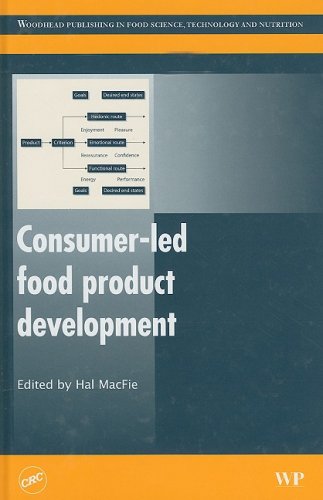 WOODHEAD PUBLISHING IN FOOD SCIENCE, TECHNOLOGY AND NUTRITION
Goals Desired end states
Hedonic route
Enjoyment Pleasure
Product Criterion Emotional route
Reassurance Confidence
Functional route
Energy Performance
Goals Desired end states
Consumer-led
food product
development
Edited by Hal MacFie
CRC
WP